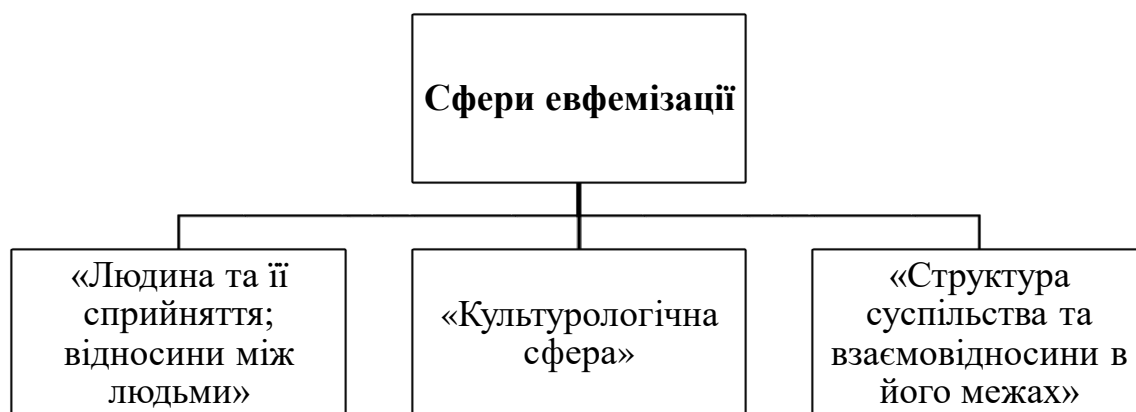 Сфери евфемізації
«Людина та її
сприйняття;
відносини між
людьми»
«Культурологічна
сфера»
«Структура
суспільства та
взаємовідносини в
його межах»